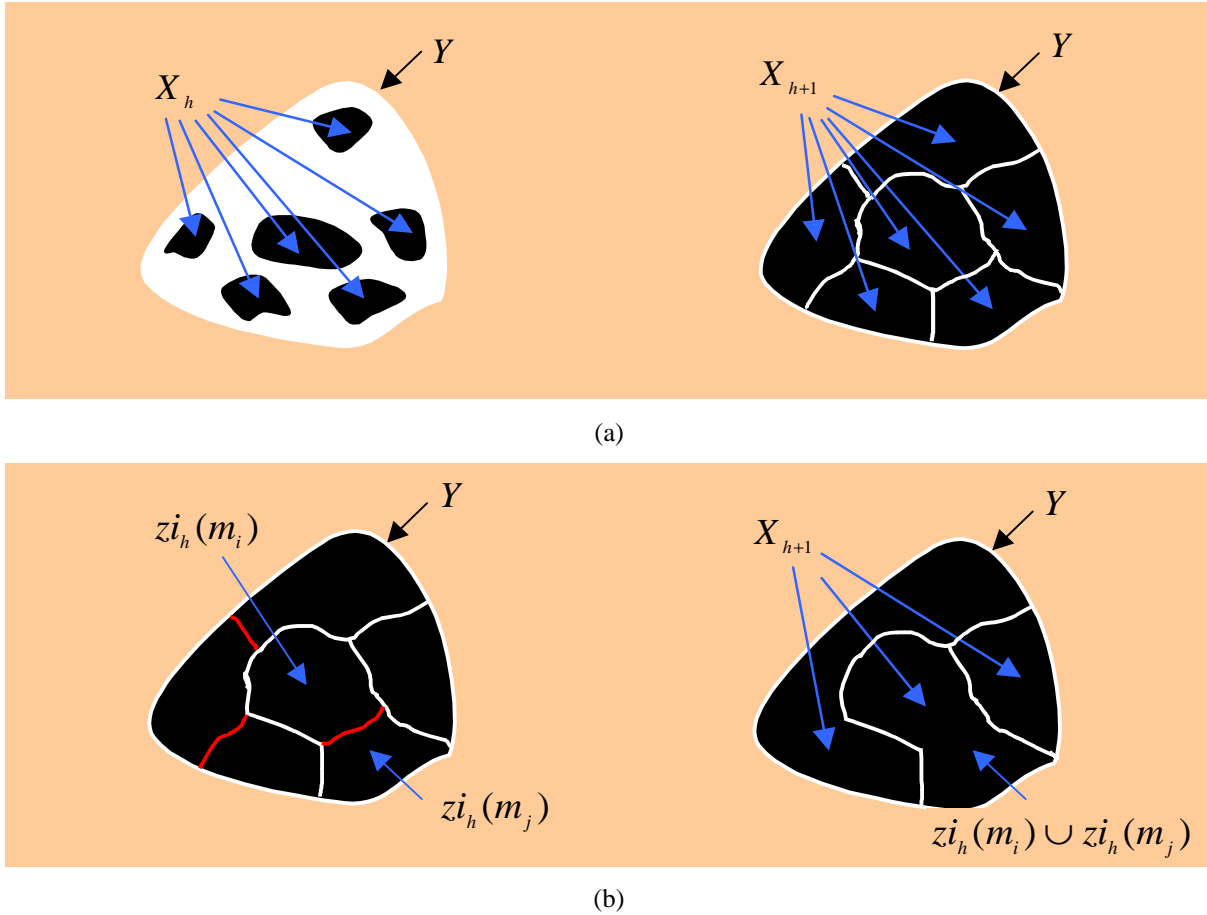 Y
X_h
Y
X_{h+1}
(a)
Y
zi_h(m_i)
zi_h(m_j)
Y
X_{h+1}
zi_h(m_i) ∪ zi_h(m_j)
(b)